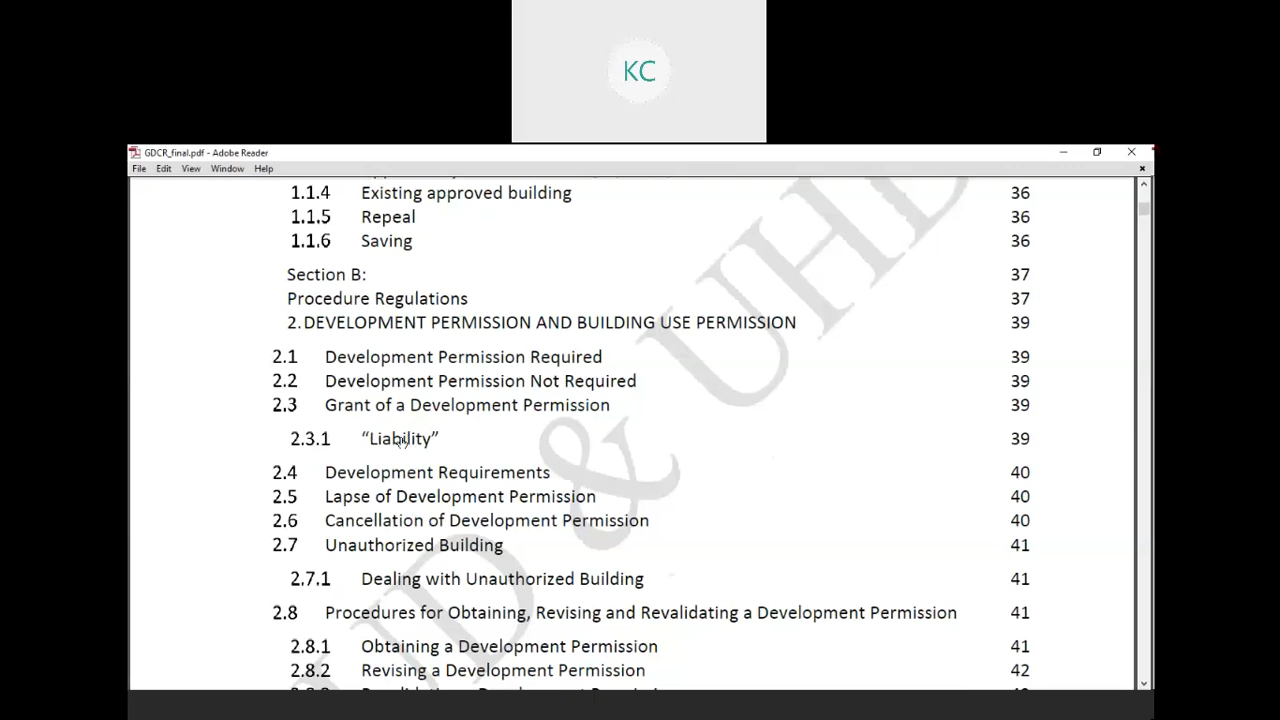 KC
GDCR_final.pdf - Adobe Reader
File Edit View Window Help
1.1.4 Existing approved building 36
1.1.5 Repeal 36
1.1.6 Saving 36
Section B: 37
Procedure Regulations 37
2. DEVELOPMENT PERMISSION AND BUILDING USE PERMISSION 39
2.1 Development Permission Required 39
2.2 Development Permission Not Required 39
2.3 Grant of a Development Permission 39
2.3.1 “Liability” 39
2.4 Development Requirements 40
2.5 Lapse of Development Permission 40
2.6 Cancellation of Development Permission 40
2.7 Unauthorized Building 41
2.7.1 Dealing with Unauthorized Building 41
2.8 Procedures for Obtaining, Revising and Revalidating a Development Permission 41
2.8.1 Obtaining a Development Permission 41
2.8.2 Revising a Development Permission 42
UD & UHD